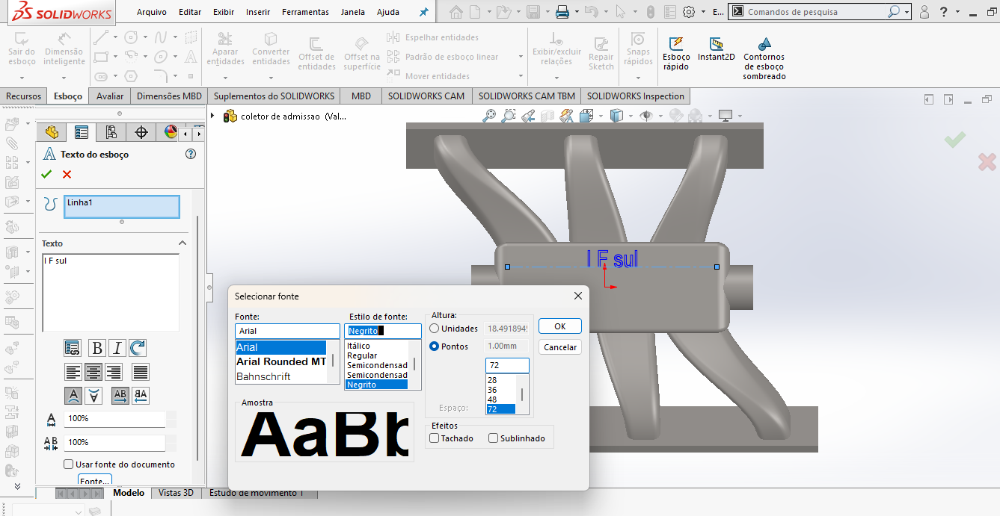 SOLIDWORKS
Arquivo Editar Exibir Inserir Ferramentas Janela Ajuda
E...
Comandos de pesquisa
?
Sair do esboço
Dimensão inteligente
Aparar entidades
Converter entidades
Offset de entidades
Offset na superfície
Espelhar entidades
Padrão de esboço linear
Mover entidades
Exibir/excluir relações
Repair Sketch
Snaps rápidos
Esboço rápido
Instant2D
Contornos de esboço sombreado
Recursos Esboço Avaliar Dimensões MBD Suplementos do SOLIDWORKS MBD SOLIDWORKS CAM SOLIDWORKS CAM TBM SOLIDWORKS Inspection
coletor de admissao (Val...
Texto do esboço
Linha1
Texto
I F sul
B I
AB
100%
AB
100%
Usar fonte do documento
Fonte...
I F sul
Selecionar fonte
Fonte:
Arial
Arial
Arial Rounded MT
Bahnschrift
Estilo de fonte:
Negrito
Itálico
Regular
Semicondensad
Semicondensad
Negrito
Altura:
Unidades 18.4918945
Pontos 1.00mm
72
28
36
48
72
Espaço:
OK
Cancelar
Amostra
AaBb
Efeitos
Tachado Sublinhado
Modelo Vistas 3D Estudo de movimento 1